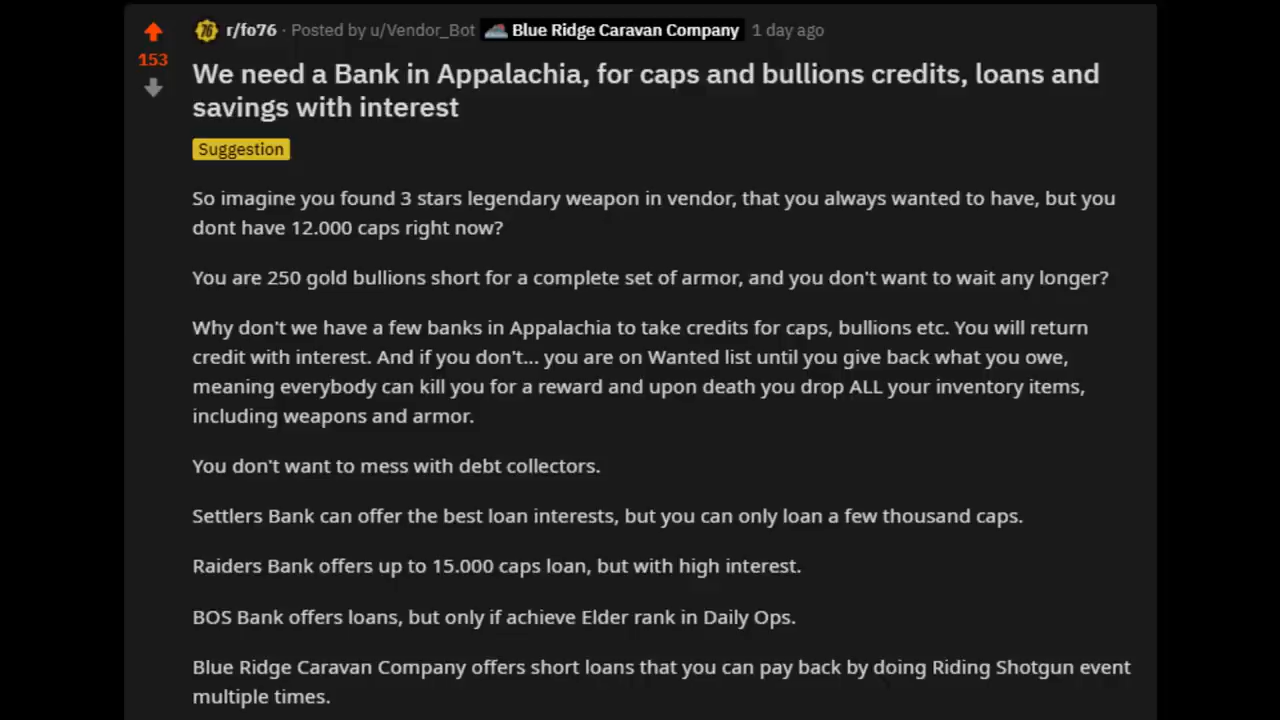 r/fo76 · Posted by u/Vendor_Bot Blue Ridge Caravan Company 1 day ago
153
We need a Bank in Appalachia, for caps and bullions credits, loans and
savings with interest
Suggestion
So imagine you found 3 stars legendary weapon in vendor, that you always wanted to have, but you
dont have 12.000 caps right now?
You are 250 gold bullions short for a complete set of armor, and you don't want to wait any longer?
Why don't we have a few banks in Appalachia to take credits for caps, bullions etc. You will return
credit with interest. And if you don't... you are on Wanted list until you give back what you owe,
meaning everybody can kill you for a reward and upon death you drop ALL your inventory items,
including weapons and armor.
You don't want to mess with debt collectors.
Settlers Bank can offer the best loan interests, but you can only loan a few thousand caps.
Raiders Bank offers up to 15.000 caps loan, but with high interest.
BOS Bank offers loans, but only if achieve Elder rank in Daily Ops.
Blue Ridge Caravan Company offers short loans that you can pay back by doing Riding Shotgun event
multiple times.